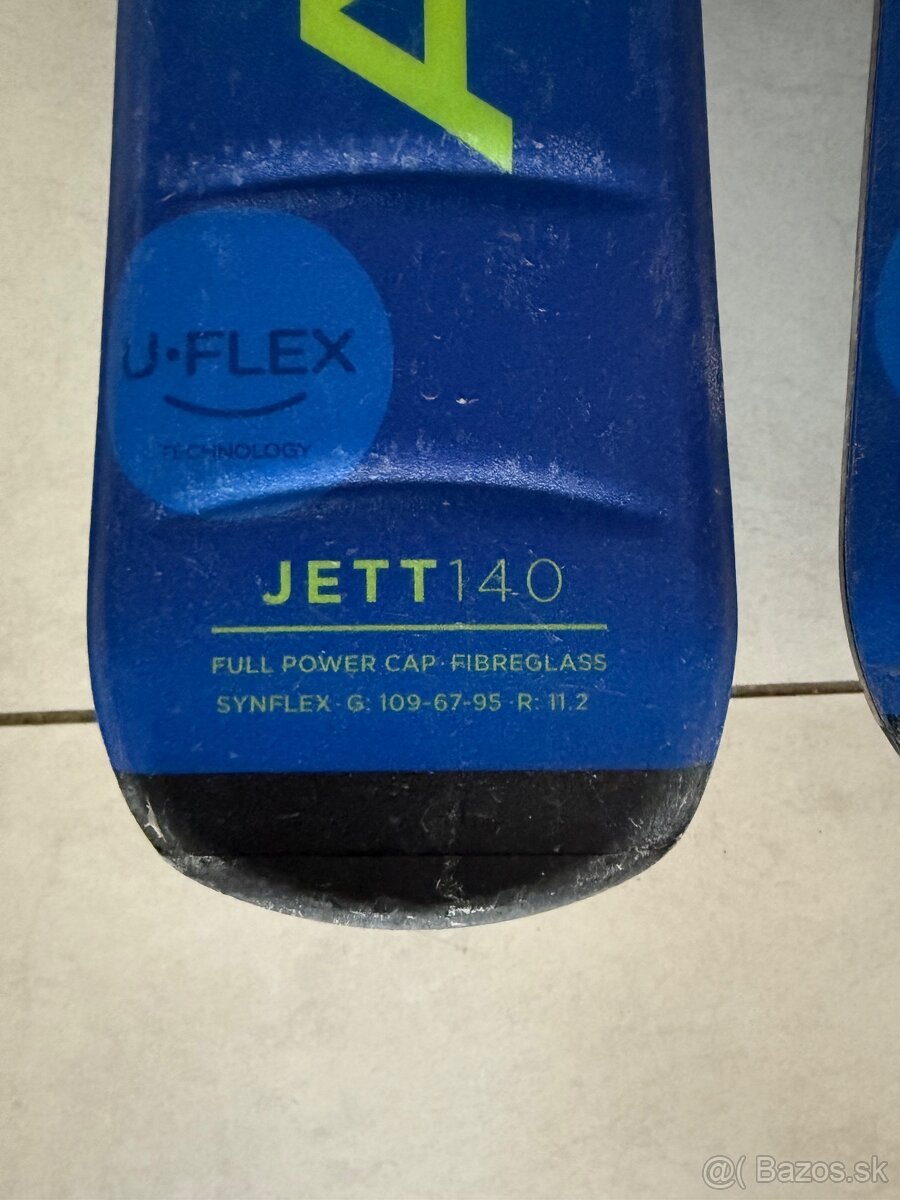 U·FLEX
TECHNOLOGY
JETT140
FULL POWER CAP·FIBREGLASS
SYNFLEX·G: 109-67-95·R: 11.2
@( Bazos.sk